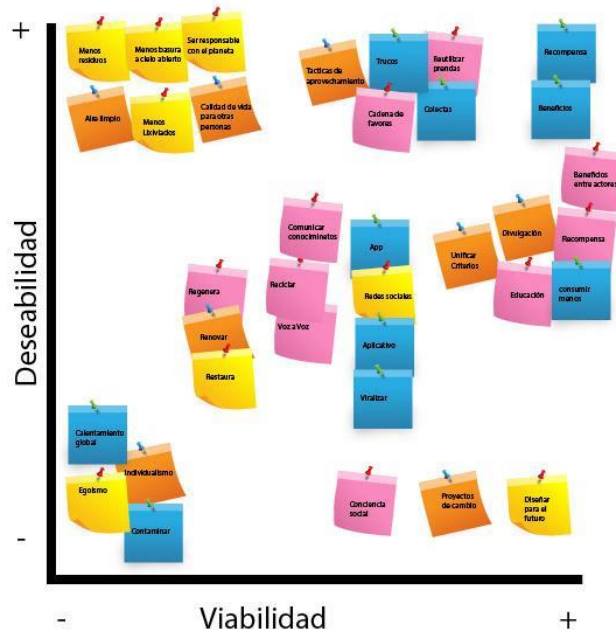 +
Menos
residuos
Menos basura
a cielo abierto
Ser responsable
con el planeta
Aire limpio
Menos
Lixiviados
Calidad de vida
para otras
personas
Tacticas de
aprovechamiento
Trucos
Reutilizar
prendas
Cadena de
favores
Colectas
Recompensa
Beneficios
Beneficios
entre actores
Divulgación
Recompensa
Unificar
Criterios
Educación
consumir
menos
Comunicar
conociminetos
App
Regenera
Reciclar
Redes sociales
Renovar
Voz a Voz
Aplicativo
Restaura
Viralizar
Deseabilidad
Calentamiento
global
Individualismo
Egoismo
Contaminar
Conciencia
social
Proyectos
de cambio
Diseñar
para el
futuro
-
- Viabilidad +